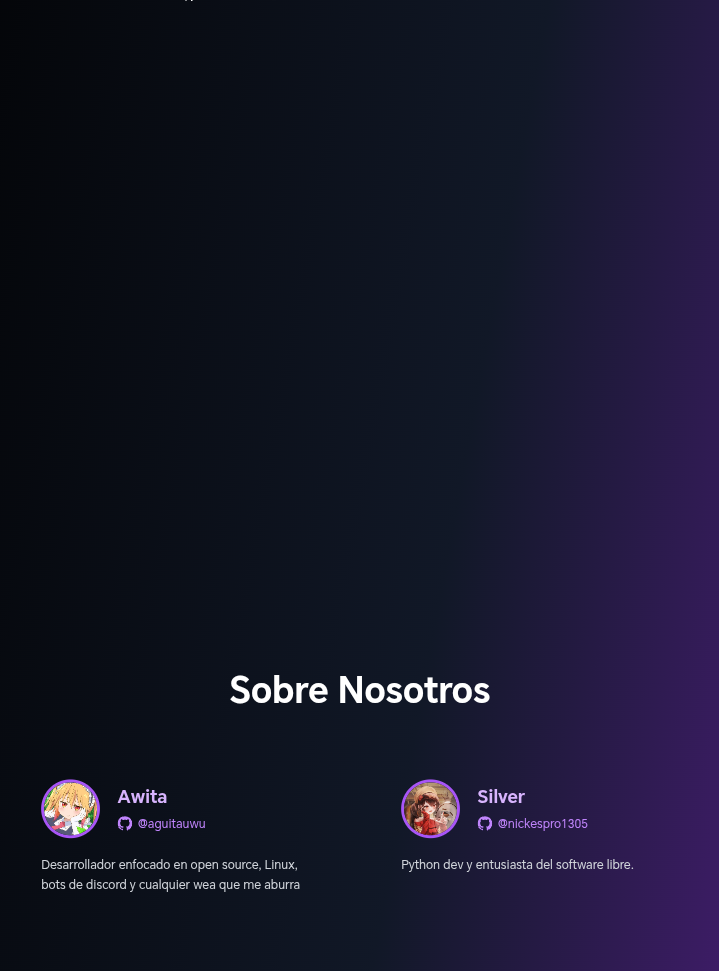 Sobre Nosotros
Awita
@aguitauwu
Desarrollador enfocado en open source, Linux,
bots de discord y cualquier wea que me aburra
Silver
@nickespro1305
Python dev y entusiasta del software libre.